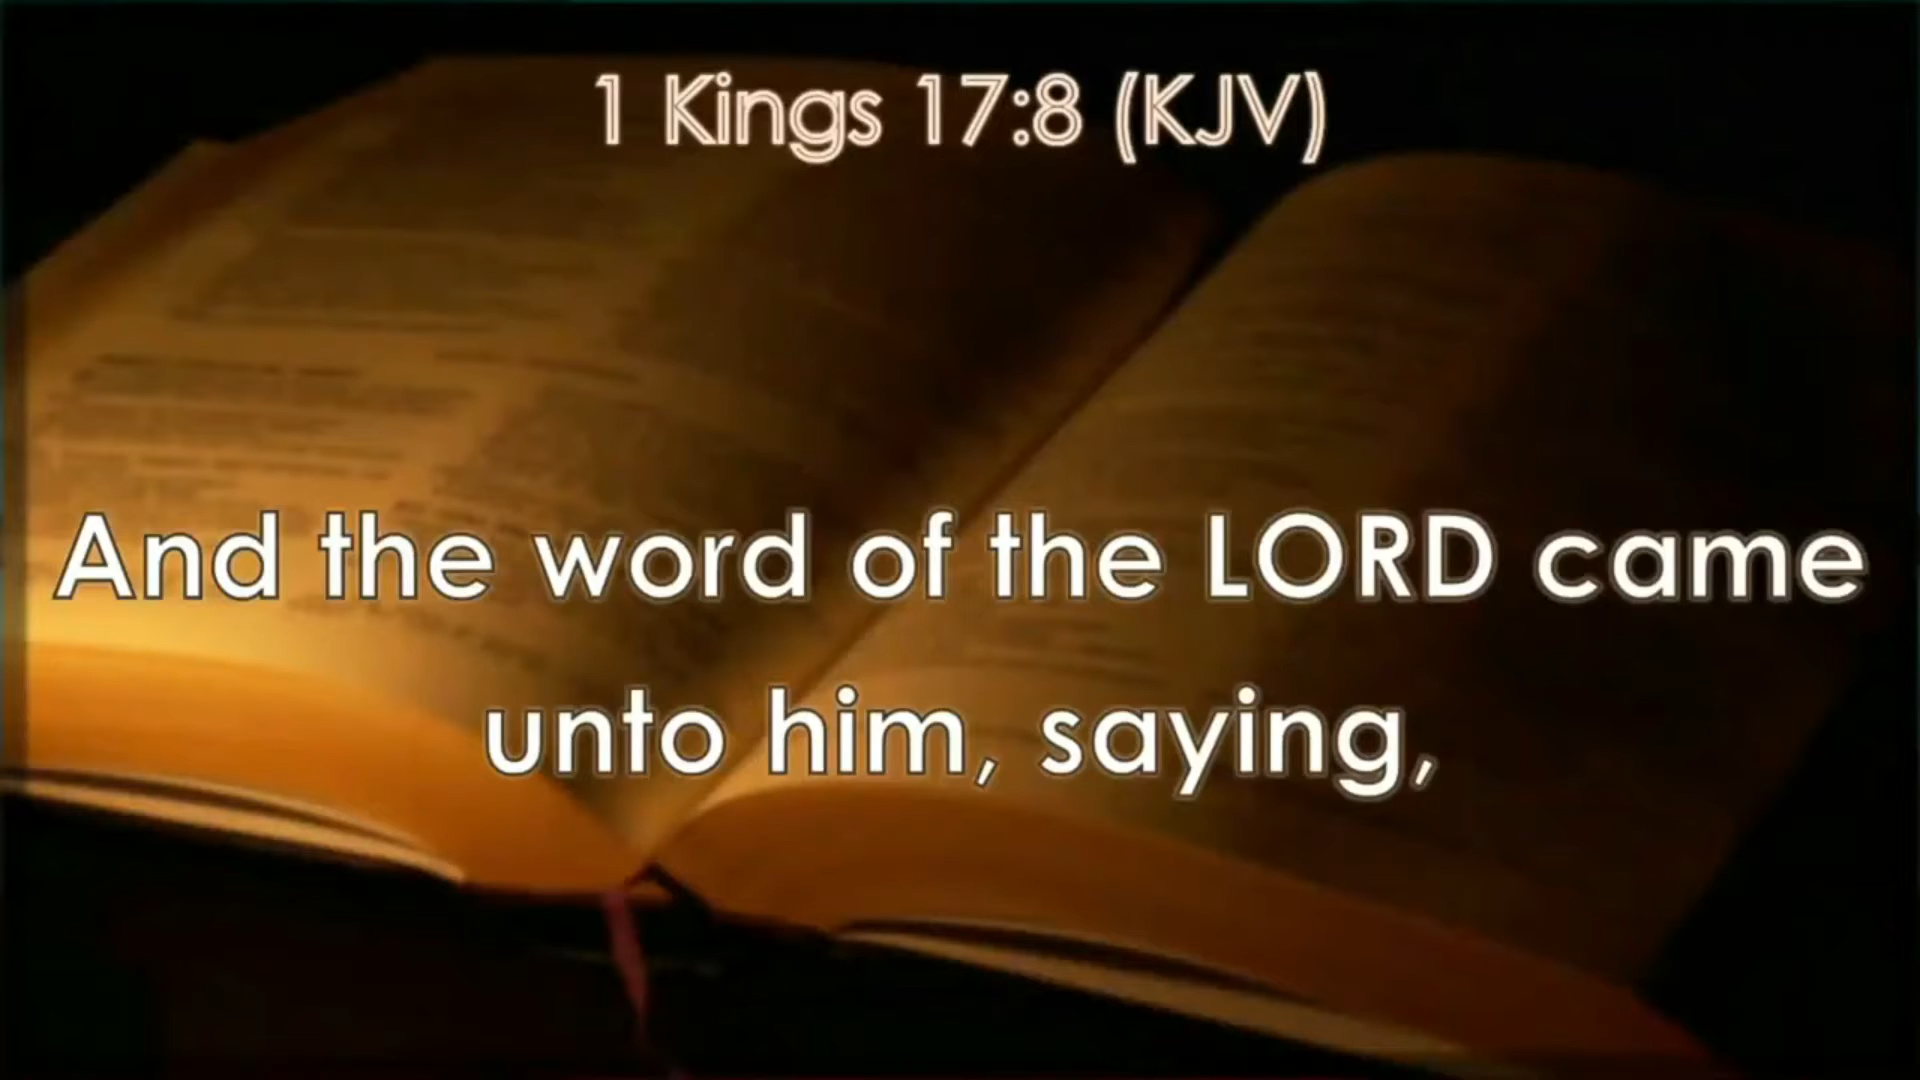 1 Kings 17:8 (KJV)
And the word of the LORD came
unto him, saying,